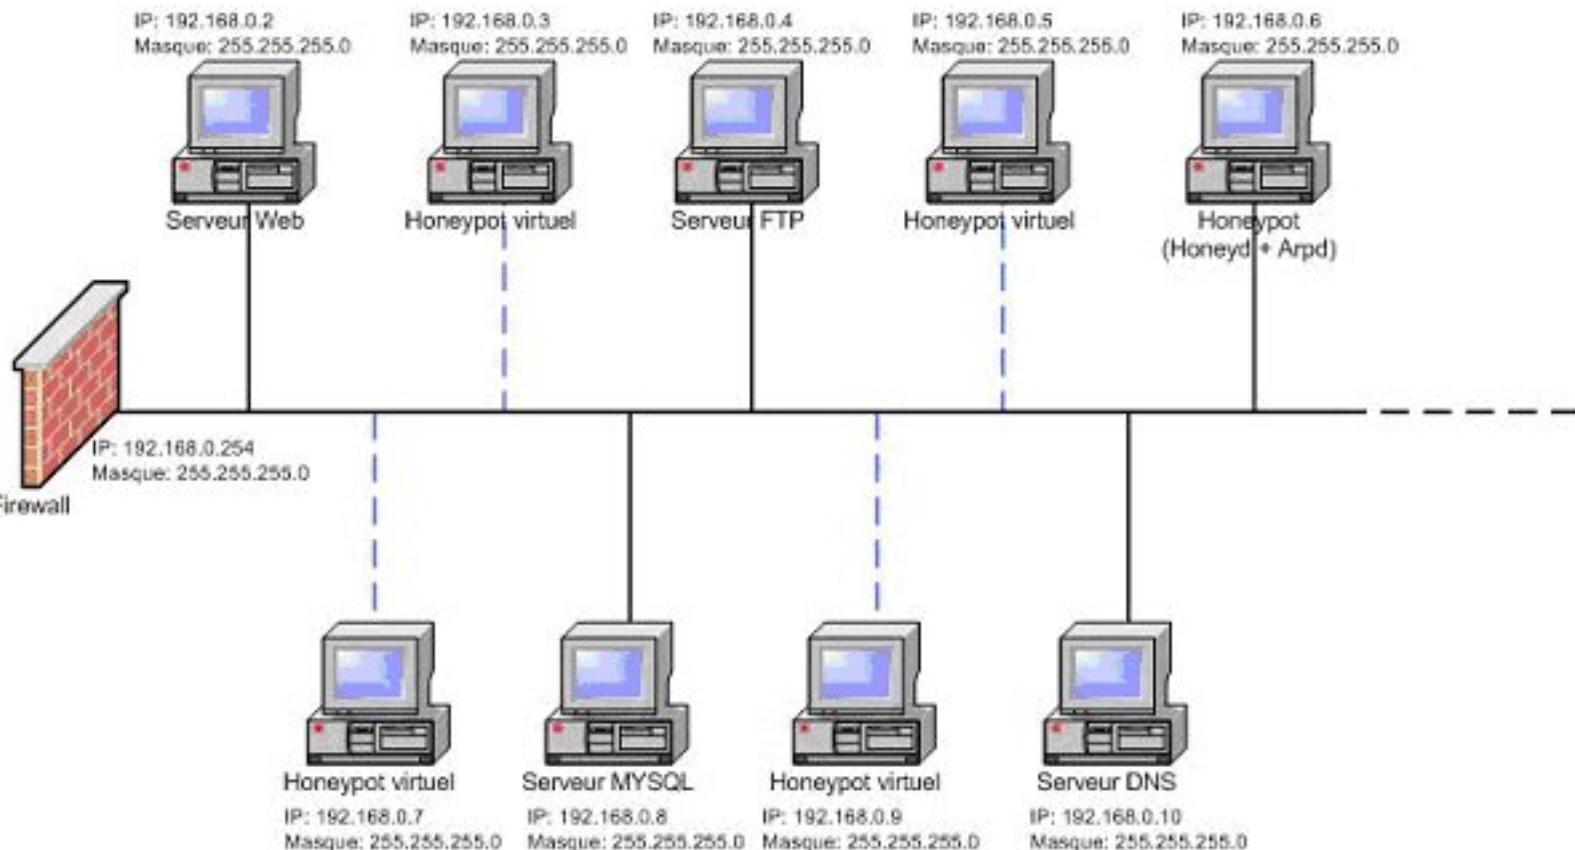 IP: 192.168.0.2
Masque: 255.255.255.0
IP: 192.168.0.3
Masque: 255.255.255.0
IP: 192.168.0.4
Masque: 255.255.255.0
IP: 192.168.0.5
Masque: 255.255.255.0
IP: 192.168.0.6
Masque: 255.255.255.0
Serveur Web
Honeypot virtuel
Serveur FTP
Honeypot virtuel
Honeypot
(Honeyd + Arpd)
IP: 192.168.0.254
Masque: 255.255.255.0
Firewall
Honeypot virtuel
IP: 192.168.0.7
Masque: 255.255.255.0
Serveur MYSQL
IP: 192.168.0.8
Masque: 255.255.255.0
Honeypot virtuel
IP: 192.168.0.9
Masque: 255.255.255.0
Serveur DNS
IP: 192.168.0.10
Masque: 255.255.255.0